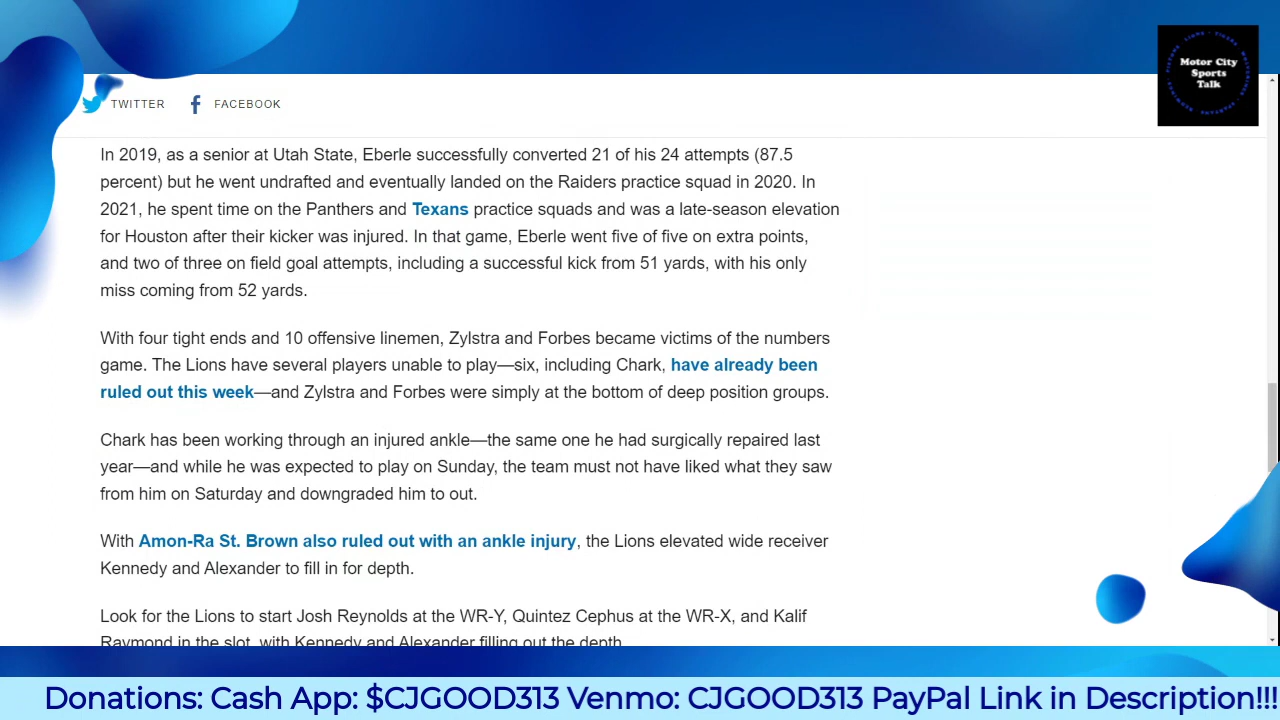 Motor City
Sports
Talk
TWITTER FACEBOOK
In 2019, as a senior at Utah State, Eberle successfully converted 21 of his 24 attempts (87.5
percent) but he went undrafted and eventually landed on the Raiders practice squad in 2020. In
2021, he spent time on the Panthers and Texans practice squads and was a late-season elevation
for Houston after their kicker was injured. In that game, Eberle went five of five on extra points,
and two of three on field goal attempts, including a successful kick from 51 yards, with his only
miss coming from 52 yards.
With four tight ends and 10 offensive linemen, Zylstra and Forbes became victims of the numbers
game. The Lions have several players unable to play—six, including Chark, have already been
ruled out this week—and Zylstra and Forbes were simply at the bottom of deep position groups.
Chark has been working through an injured ankle—the same one he had surgically repaired last
year—and while he was expected to play on Sunday, the team must not have liked what they saw
from him on Saturday and downgraded him to out.
With Amon-Ra St. Brown also ruled out with an ankle injury, the Lions elevated wide receiver
Kennedy and Alexander to fill in for depth.
Look for the Lions to start Josh Reynolds at the WR-Y, Quintez Cephus at the WR-X, and Kalif
Raymond in the slot, with Kennedy and Alexander filling out the depth.
Donations: Cash App: $CJGOOD313 Venmo: CJGOOD313 PayPal Link in Description!!!